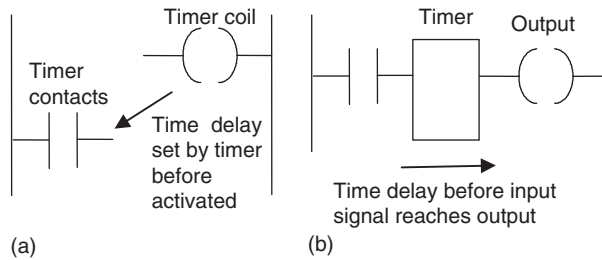 Timer coil
Timer
contacts
Time delay
set by timer
before
activated
(a)
Timer
Output
Time delay before input
signal reaches output
(b)